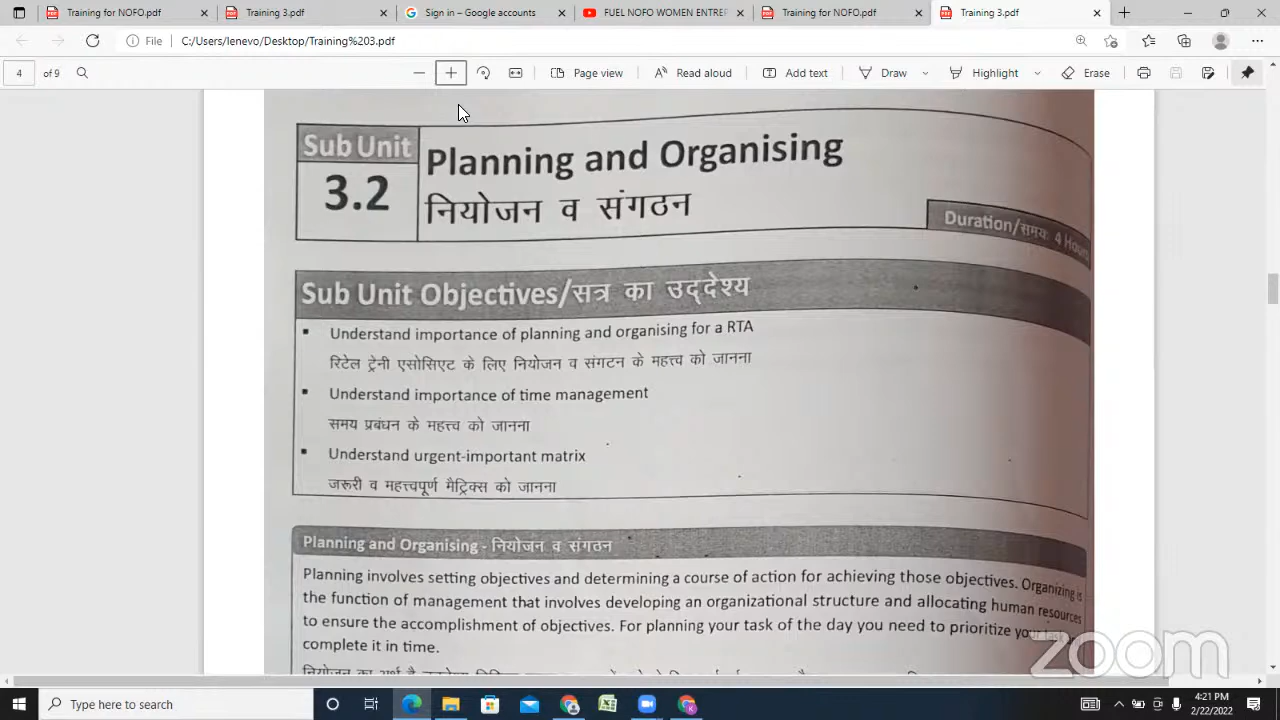 Training for NOFO.pdf
Training 3.pdf
Sign in – Google accounts
FUEL NOFO WOMEN ENTREF
Training for NOFO.pdf
Training 3.pdf
File
C:/Users/lenevo/Desktop/Training%203.pdf
4 of 9
Page view
Read aloud
Add text
Draw
Highlight
Erase
Sub Unit
3.2
Planning and Organising
नियोजन व संगठन
Duration/समयः 4 Hours
Sub Unit Objectives/सत्र का उद्देश्य
Understand importance of planning and organising for a RTA
रिटेल ट्रेनी एसोसिएट के लिए नियोजन व संगटन के महत्त्व को जानना
Understand importance of time management
समय प्रबंधन के महत्त्व को जानना
Understand urgent-important matrix
जरूरी व महत्त्वपूर्ण मैट्रिक्स को जानना
Planning and Organising - नियोजन व संगठन
Planning involves setting objectives and determining a course of action for achieving those objectives. Organizing is
the function of management that involves developing an organizational structure and allocating human resources
to ensure the accomplishment of objectives. For planning your task of the day you need to prioritize your
complete it in time.
zoom
Type here to search
4:21 PM
2/22/2022